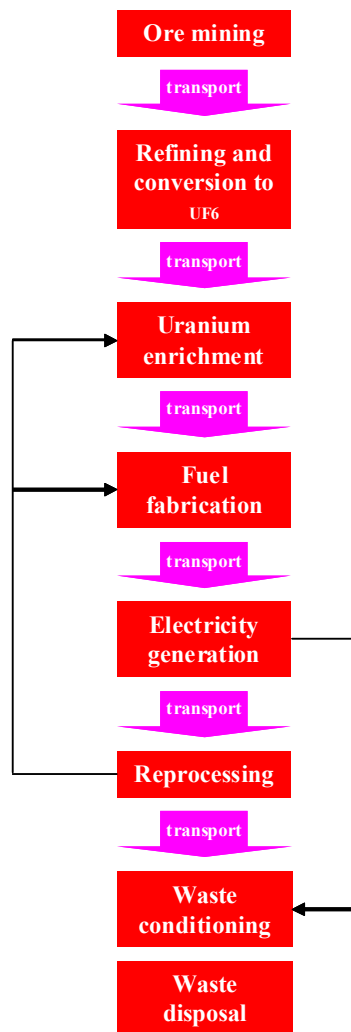 Ore mining
transport
Refining and
conversion to
UF6
transport
Uranium
enrichment
transport
Fuel
fabrication
transport
Electricity
generation
transport
Reprocessing
transport
Waste
conditioning
Waste
disposal